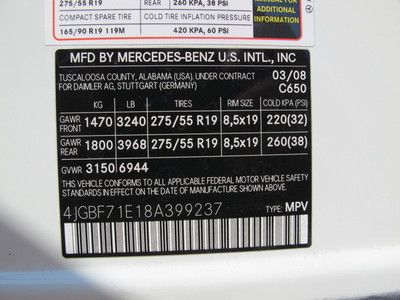 275/55 R19 REAR 260 KPA, 38 PSI MANUAL FOR
COMPACT SPARE TIRE COLD TIRE INFLATION PRESSURE ADDITIONAL
165/90 R19 119M 420 KPA, 60 PSI INFORMATION
MFD BY MERCEDES-BENZ U.S. INTL., INC
TUSCALOOSA COUNTY, ALABAMA (USA). UNDER CONTRACT 03/08
FOR DAIMLER AG, STUTTGART (GERMANY) C650
KG LB TIRES RIM SIZE COLD KPA (PSI)
GAWR FRONT 1470 3240 275/55 R19 8,5x19 220(32)
GAWR REAR 1800 3968 275/55 R19 8,5x19 260(38)
GVWR 3150 6944
THIS VEHICLE CONFORMS TO ALL APPLICABLE FEDERAL MOTOR VEHICLE
SAFETY STANDARDS IN EFFECT ON THE DATE OF MANUFACTURE SHOWN ABOVE.
4JGBF71E18A399237 TYPE: MPV